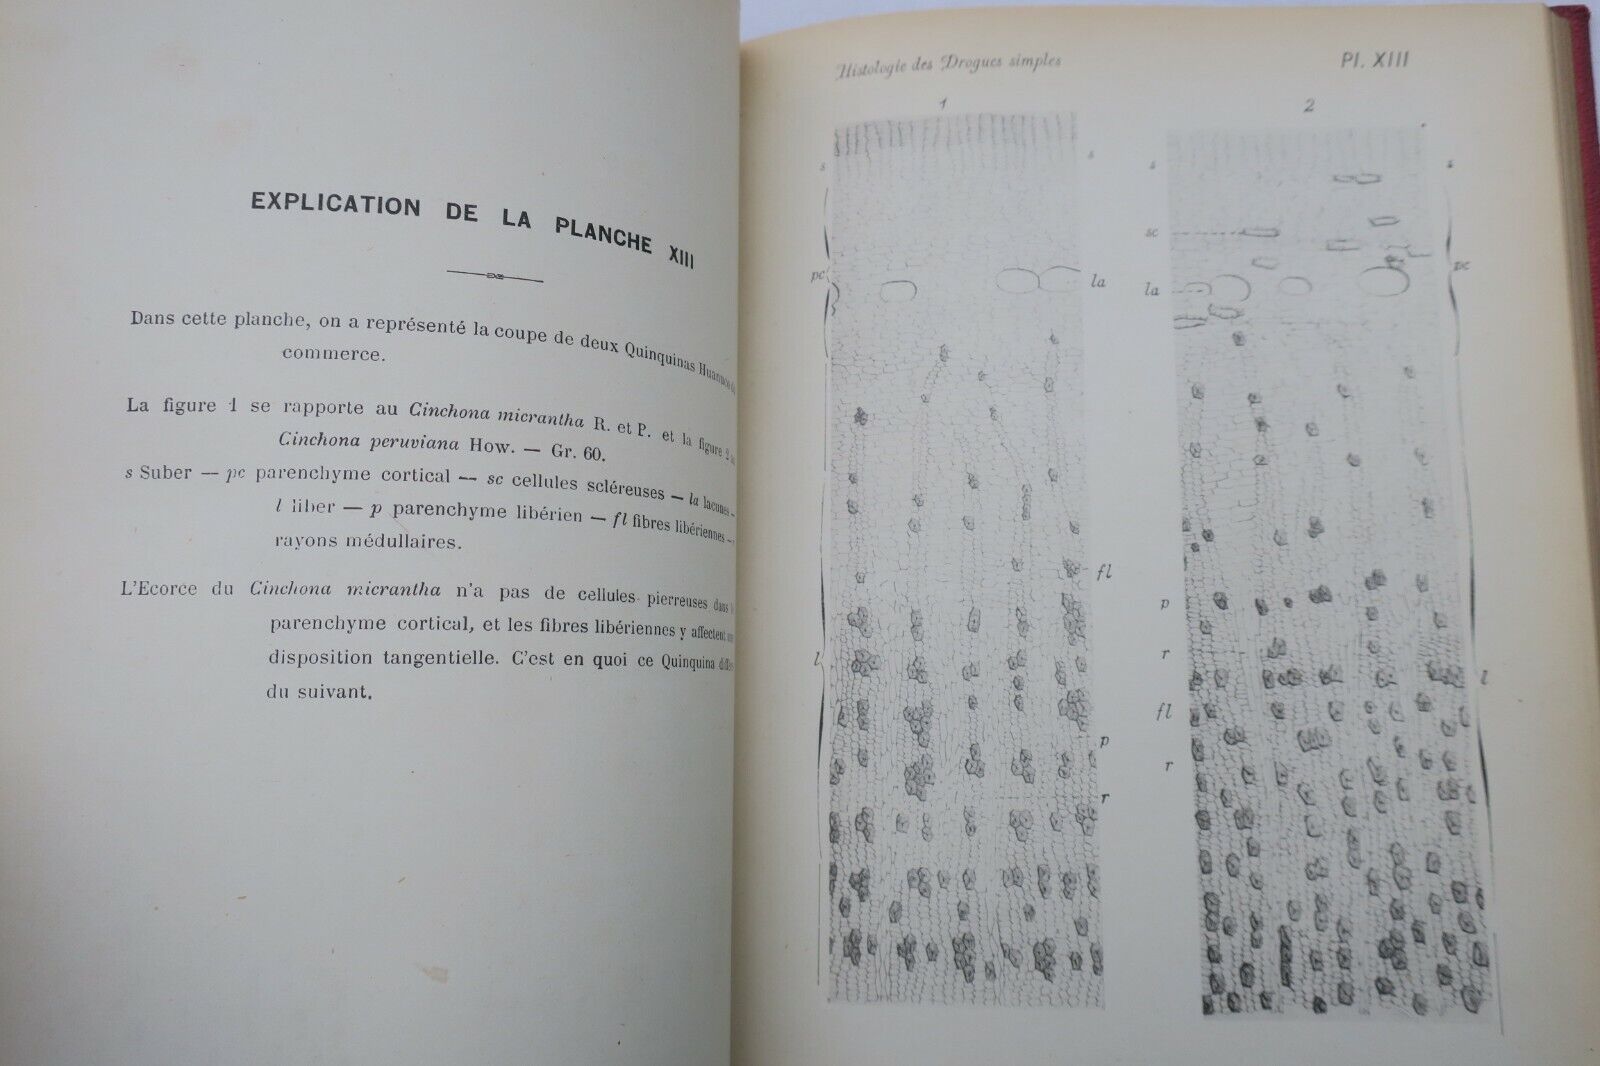 EXPLICATION DE LA PLANCHE XIII
Dans cette planche, on a représenté la coupe de deux Quinquinas Huanuco
commerce.
La figure 1 se rapporte au Cinchona micrantha R. et P. et la figure 2
Cinchona peruviana How. — Gr. 60.
s Suber — pc parenchyme cortical — sc cellules scléreuses — la lacunes —
l liber — p parenchyme libérien — fl fibres libériennes —
rayons médullaires.
L'Ecorce du Cinchona micrantha n'a pas de cellules pierreuses dans
parenchyme cortical, et les fibres libériennes y affectent
disposition tangentielle. C'est en quoi ce Quinquina
du suivant.
Histologie des Drogues simples Pl. XIII
1 2
s s s s
sc
pc la la pc
fl
p
r
l l
fl
p
r
r